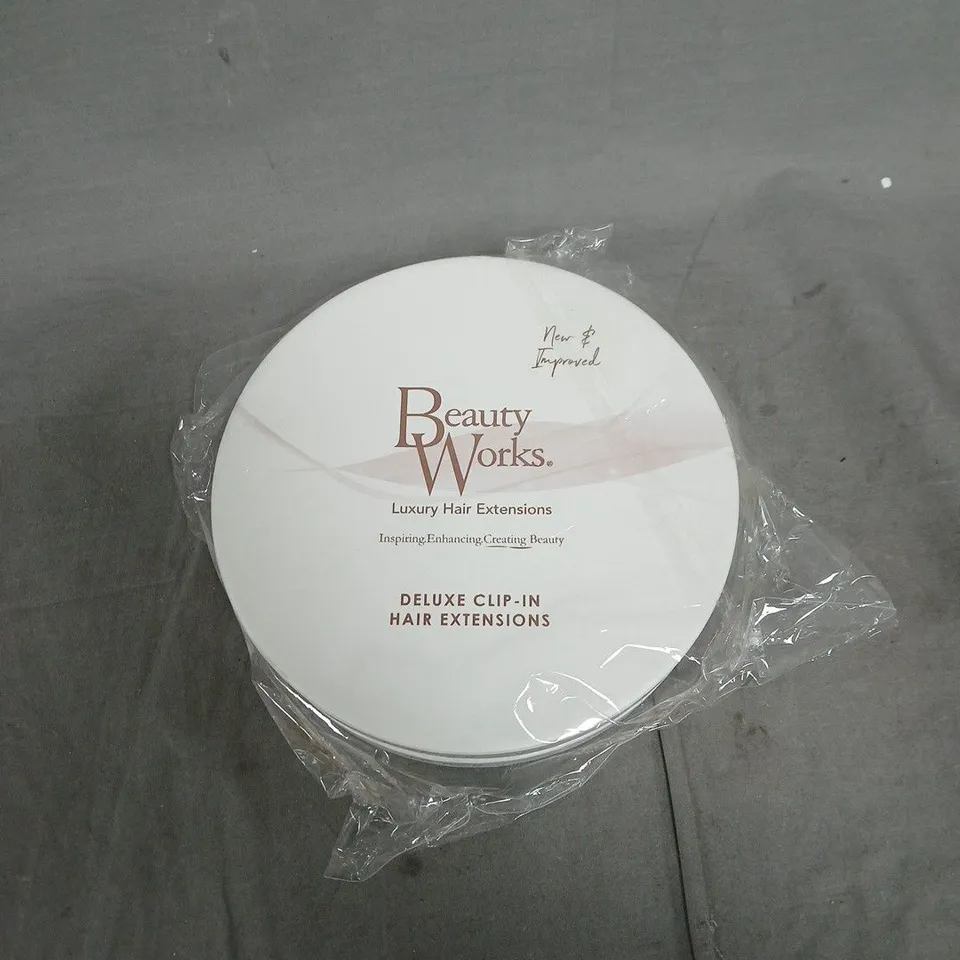 New &
Improved
Beauty
Works®
Luxury Hair Extensions
Inspiring.Enhancing.Creating Beauty
DELUXE CLIP-IN
HAIR EXTENSIONS